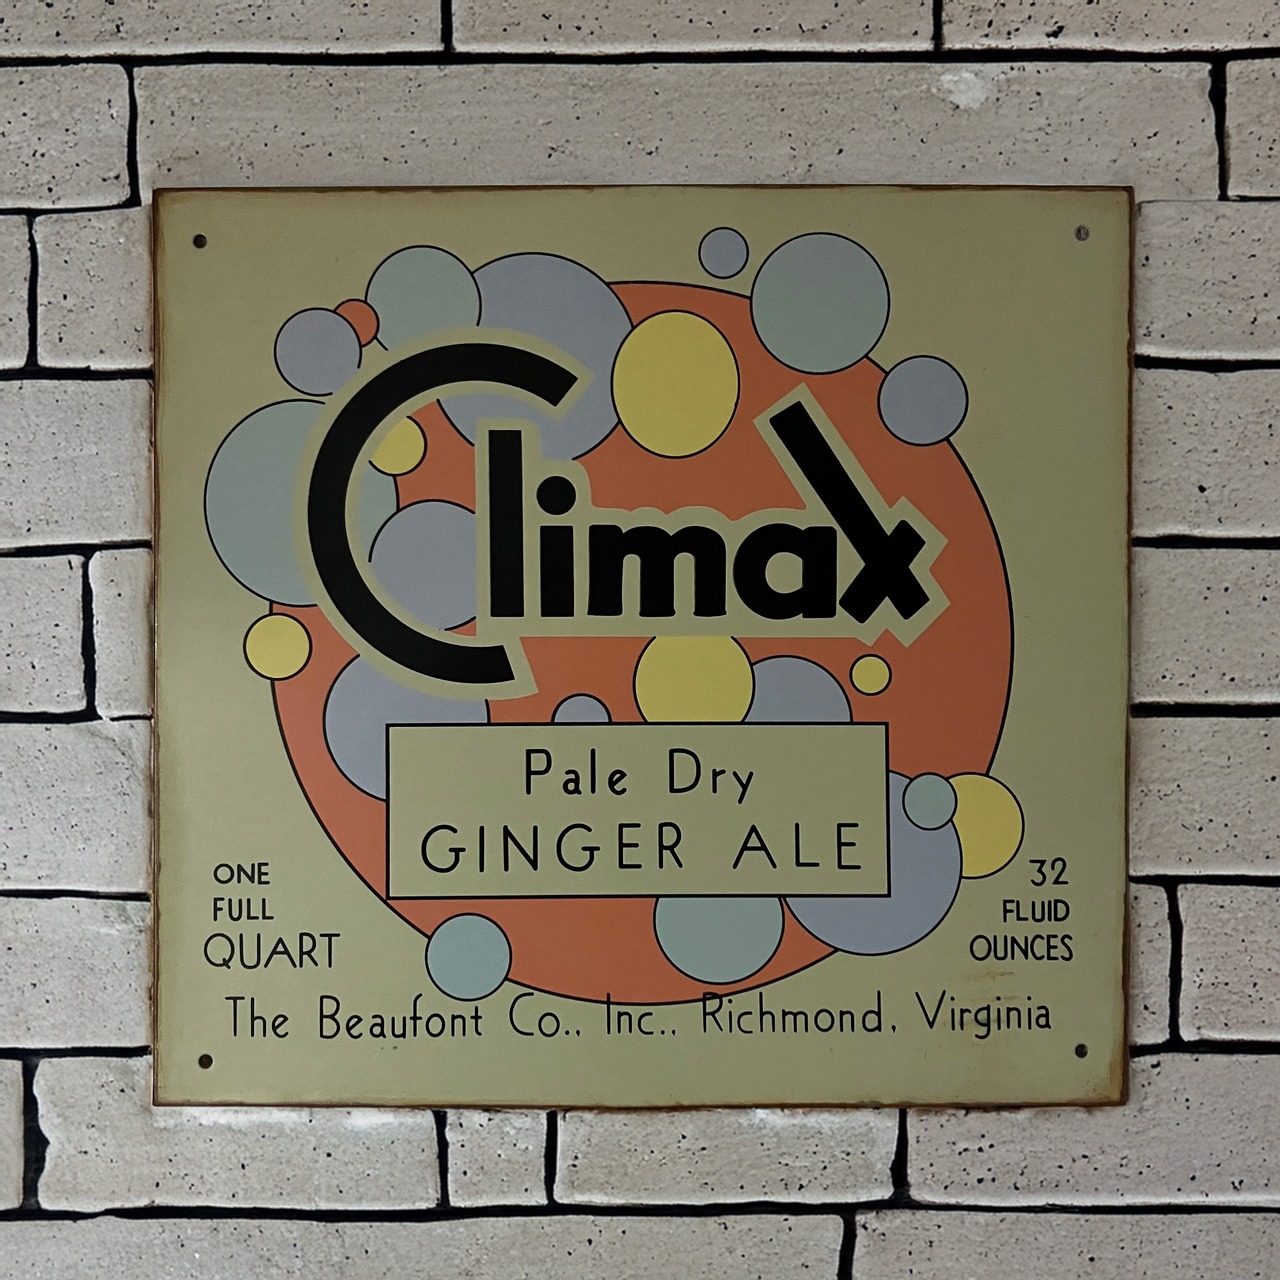 Climax
Pale Dry
GINGER ALE
ONE
FULL
QUART
32
FLUID
OUNCES
The Beaufont Co., Inc., Richmond, Virginia